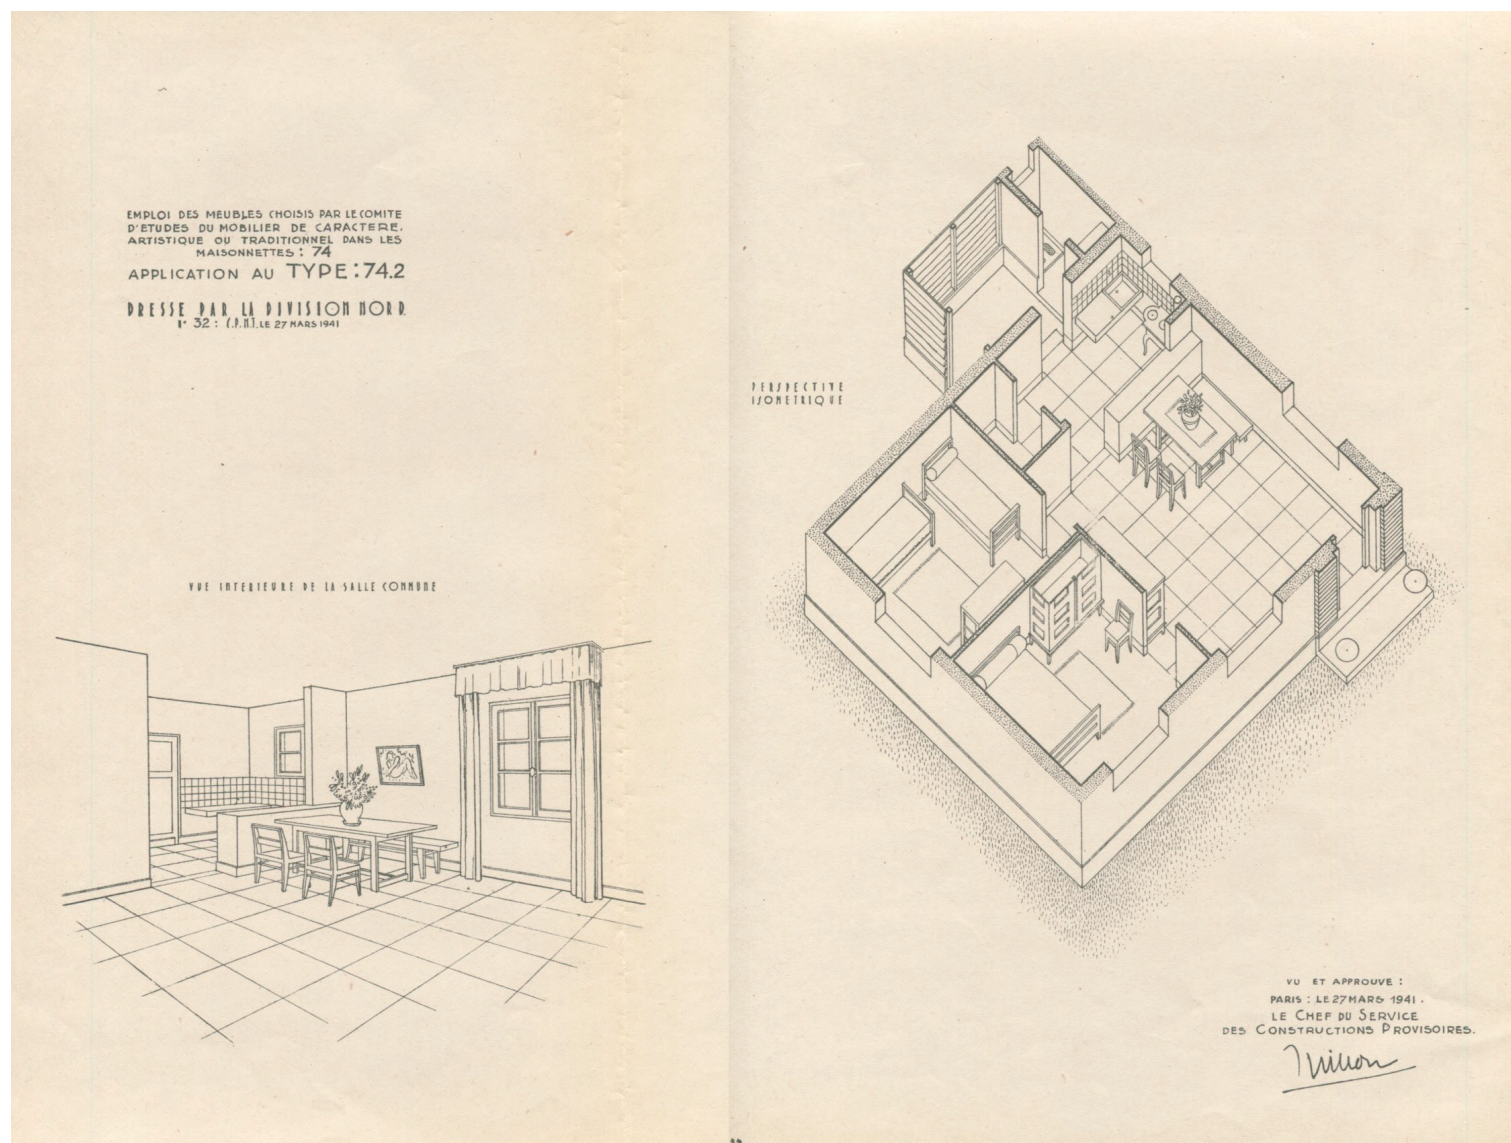 EMPLOI DES MEUBLES CHOISIS PAR LE COMITE
D'ETUDES DU MOBILIER DE CARACTERE.
ARTISTIQUE OU TRADITIONNEL DANS LES
MAISONNETTES : 74
APPLICATION AU TYPE : 74.2
DRESSE PAR LA DIVISION NORD.
N° 32 : C.P.N.T. LE 27 MARS 1941
VUE INTERIEURE DE LA SALLE COMMUNE
PERSPECTIVE
ISOMETRIQUE
VU ET APPROUVE :
PARIS : LE 27 MARS 1941 .
LE CHEF DU SERVICE
DES CONSTRUCTIONS PROVISOIRES.